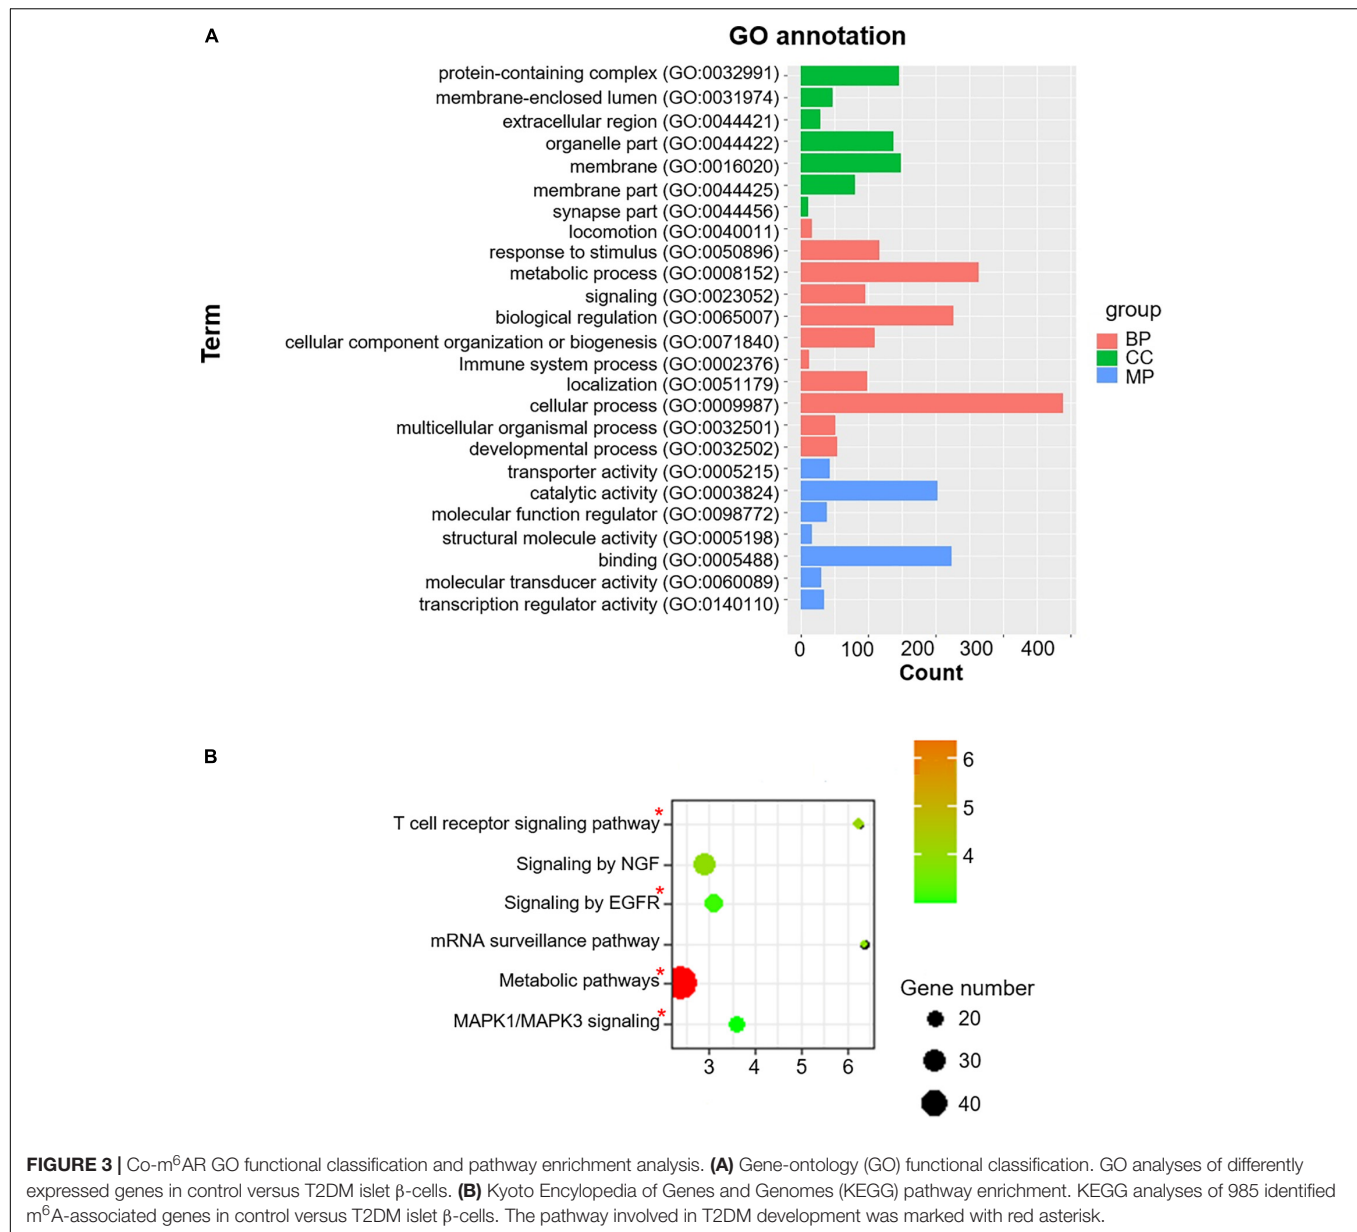 A
GO annotation
protein-containing complex (GO:0032991)
membrane-enclosed lumen (GO:0031974)
extracellular region (GO:0044421)
organelle part (GO:0044422)
membrane (GO:0016020)
membrane part (GO:0044425)
synapse part (GO:0044456)
locomotion (GO:0040011)
response to stimulus (GO:0050896)
metabolic process (GO:0008152)
signaling (GO:0023052)
biological regulation (GO:0065007)
cellular component organization or biogenesis (GO:0071840)
Immune system process (GO:0002376)
localization (GO:0051179)
cellular process (GO:0009987)
multicellular organismal process (GO:0032501)
developmental process (GO:0032502)
transporter activity (GO:0005215)
catalytic activity (GO:0003824)
molecular function regulator (GO:0098772)
structural molecule activity (GO:0005198)
binding (GO:0005488)
molecular transducer activity (GO:0060089)
transcription regulator activity (GO:0140110)
Term
0 100 200 300 400
Count
group
BP
CC
MP
B
T cell receptor signaling pathway*
Signaling by NGF
Signaling by EGFR*
mRNA surveillance pathway
Metabolic pathways*
MAPK1/MAPK3 signaling*
3 4 5 6
6
5
4
Gene number
20
30
40
FIGURE 3 | Co-m⁶AR GO functional classification and pathway enrichment analysis. (A) Gene-ontology (GO) functional classification. GO analyses of differently
expressed genes in control versus T2DM islet β-cells. (B) Kyoto Encylopedia of Genes and Genomes (KEGG) pathway enrichment. KEGG analyses of 985 identified
m⁶A-associated genes in control versus T2DM islet β-cells. The pathway involved in T2DM development was marked with red asterisk.